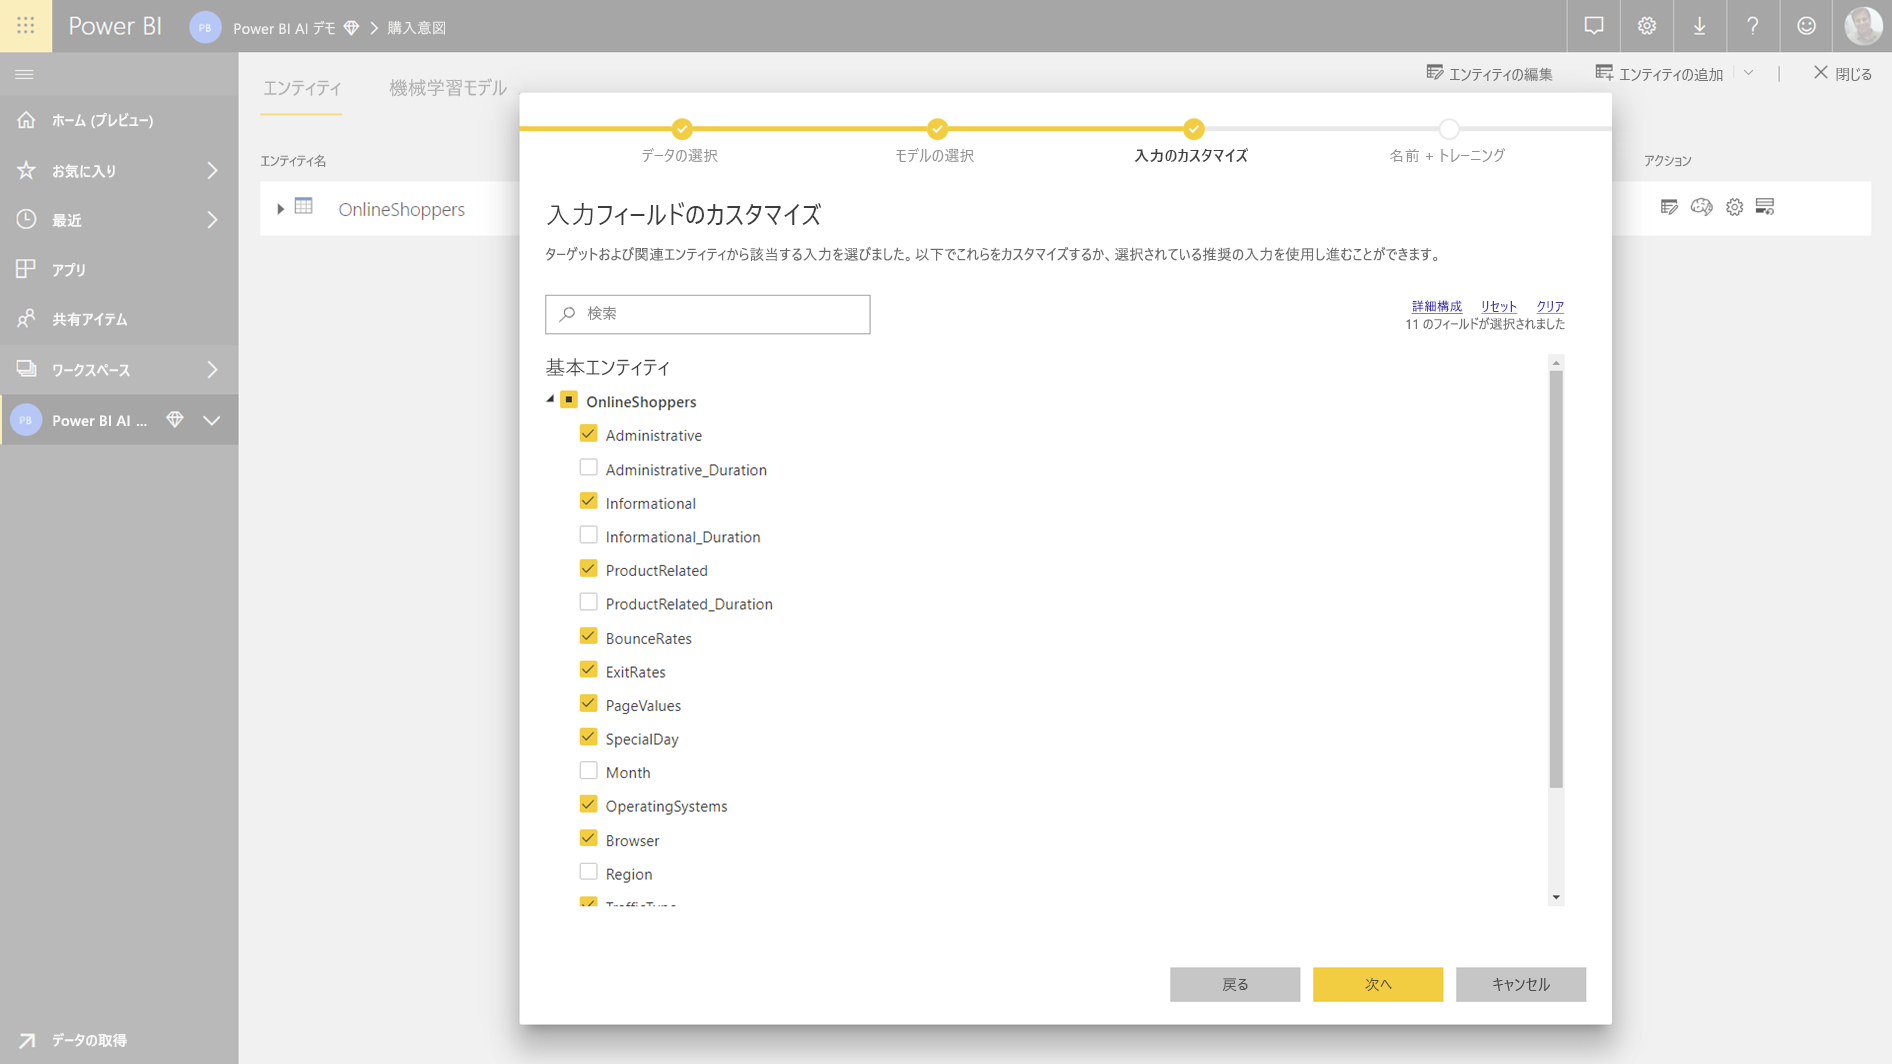 Power BI
PB
Power BI AI デモ
購入意図
エンティティ
機械学習モデル
エンティティの編集
エンティティの追加
閉じる
ホーム (プレビュー)
お気に入り
最近
アプリ
共有アイテム
ワークスペース
PB
Power BI AI ...
データの取得
エンティティ名
アクション
OnlineShoppers
データの選択
モデルの選択
入力のカスタマイズ
名前 + トレーニング
入力フィールドのカスタマイズ
ターゲットおよび関連エンティティから該当する入力を選びました。以下でこれらをカスタマイズするか、選択されている推奨の入力を使用し進むことができます。
検索
詳細構成 リセット クリア
11 のフィールドが選択されました
基本エンティティ
OnlineShoppers
Administrative
Administrative_Duration
Informational
Informational_Duration
ProductRelated
ProductRelated_Duration
BounceRates
ExitRates
PageValues
SpecialDay
Month
OperatingSystems
Browser
Region
TrafficType
戻る
次へ
キャンセル